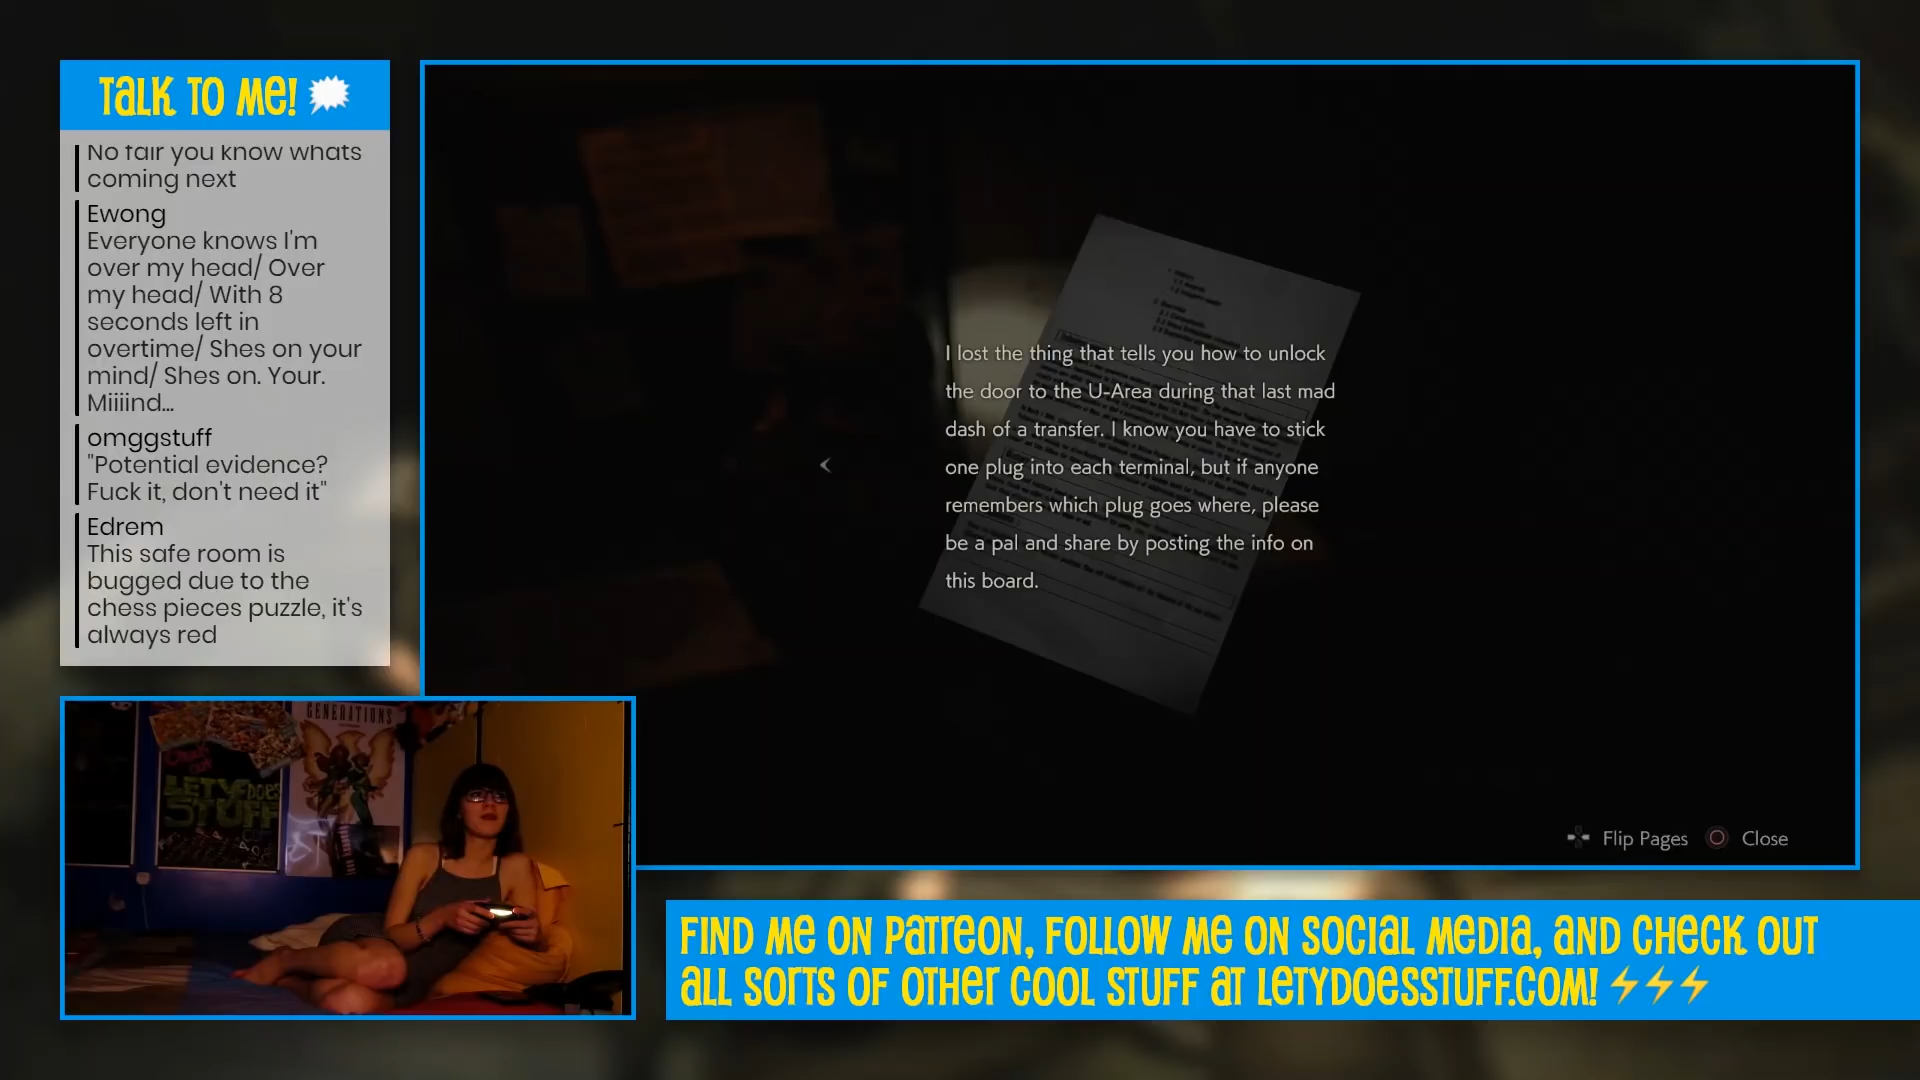 TALK TO ME!
No fair you know whats
coming next
Ewong
Everyone knows I'm
over my head/ Over
my head/ With 8
seconds left in
overtime/ Shes on your
mind/ Shes on. Your.
Miiiind...
omggstuff
"Potential evidence?
Fuck it, don't need it"
Edrem
This safe room is
bugged due to the
chess pieces puzzle, it's
always red
I lost the thing that tells you how to unlock
the door to the U-Area during that last mad
dash of a transfer. I know you have to stick
one plug into each terminal, but if anyone
remembers which plug goes where, please
be a pal and share by posting the info on
this board.
Flip Pages
Close
GENERATIONS
LETY DOES
STUFF
FIND ME ON PATREON, FOLLOW ME ON SOCIAL MEDIA, AND CHECK OUT
ALL SORTS OF OTHER COOL STUFF AT LETYDOESSTUFF.COM!